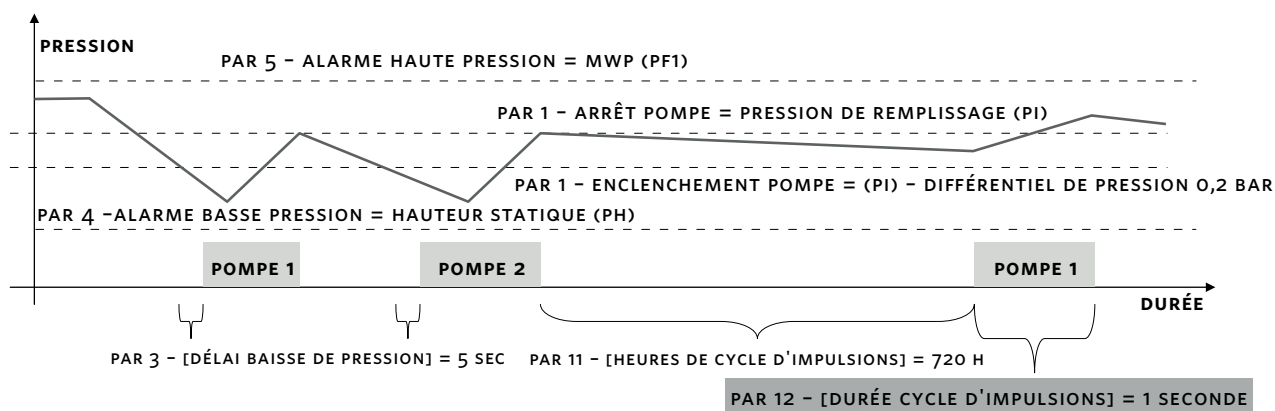 PRESSION
PAR 5 – ALARME HAUTE PRESSION = MWP (PF1)
PAR 1 – ARRÊT POMPE = PRESSION DE REMPLISSAGE (PI)
PAR 1 – ENCLENCHEMENT POMPE = (PI) – DIFFÉRENTIEL DE PRESSION 0,2 BAR
PAR 4 –ALARME BASSE PRESSION = HAUTEUR STATIQUE (PH)
POMPE 1
POMPE 2
POMPE 1
DURÉE
PAR 3 – [DÉLAI BAISSE DE PRESSION] = 5 SEC
PAR 11 – [HEURES DE CYCLE D'IMPULSIONS] = 720 H
PAR 12 – [DURÉE CYCLE D'IMPULSIONS] = 1 SECONDE